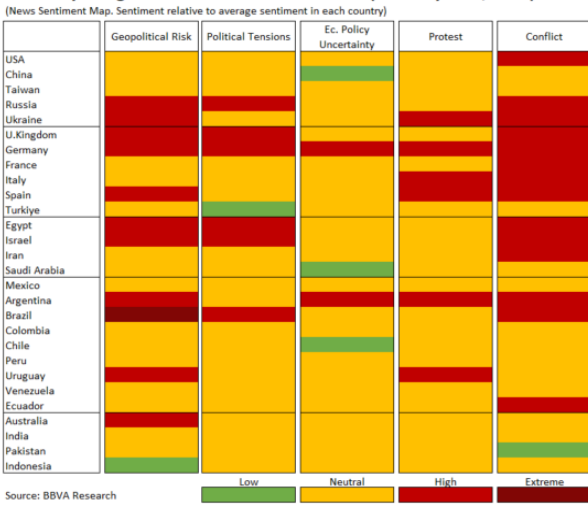 (News Sentiment Map. Sentiment relative to average sentiment in each country)
Geopolitical Risk Political Tensions Ec. Policy Uncertainty Protest Conflict
USA
China
Taiwan
Russia
Ukraine
U.Kingdom
Germany
France
Italy
Spain
Turkiye
Egypt
Israel
Iran
Saudi Arabia
Mexico
Argentina
Brazil
Colombia
Chile
Peru
Uruguay
Venezuela
Ecuador
Australia
India
Pakistan
Indonesia
Low Neutral High Extreme
Source: BBVA Research